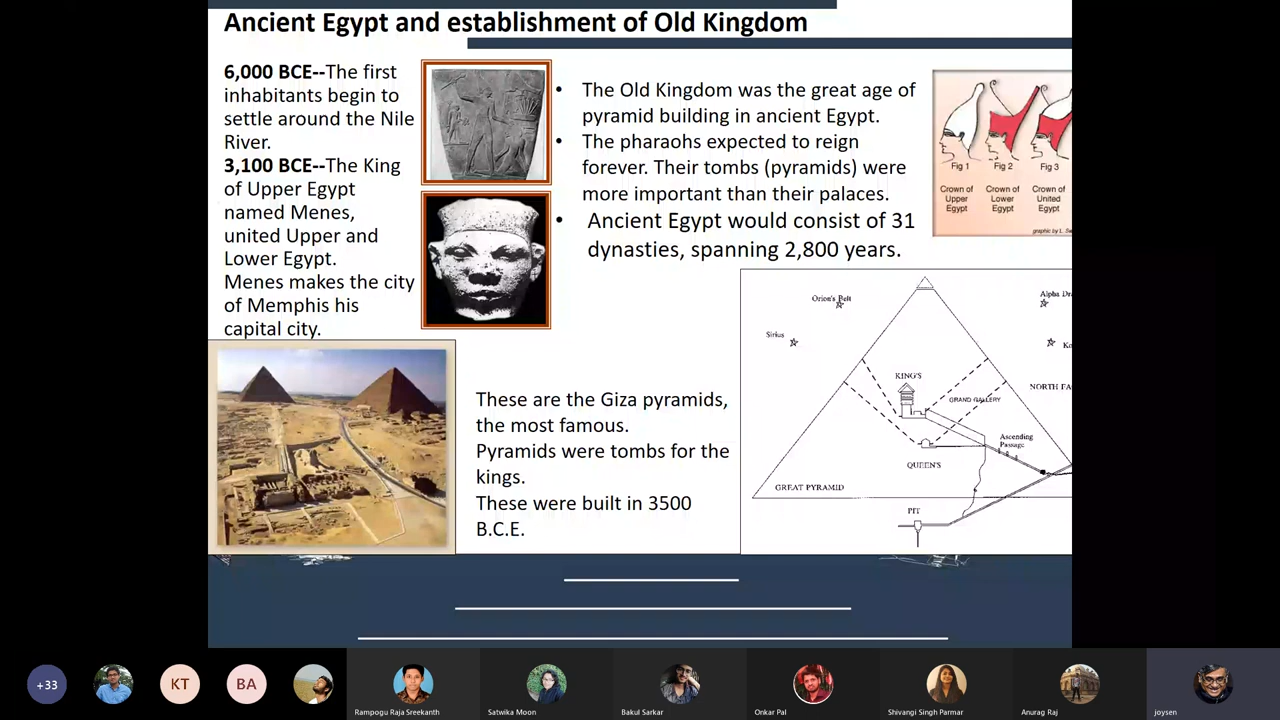 Ancient Egypt and establishment of Old Kingdom
6,000 BCE--The first
inhabitants begin to
settle around the Nile
River.
3,100 BCE--The King
of Upper Egypt
named Menes,
united Upper and
Lower Egypt.
Menes makes the city
of Memphis his
capital city.
• The Old Kingdom was the great age of
pyramid building in ancient Egypt.
• The pharaohs expected to reign
forever. Their tombs (pyramids) were
more important than their palaces.
• Ancient Egypt would consist of 31
dynasties, spanning 2,800 years.
Fig 1 Fig 2 Fig 3
Crown of Upper Egypt
Crown of Lower Egypt
Crown of United Egypt
graphic by L.
These are the Giza pyramids,
the most famous.
Pyramids were tombs for the
kings.
These were built in 3500
B.C.E.
Orion's Belt
Alpha
Sirius
KING'S
NORTH
GRAND GALLERY
Ascending
Passage
QUEEN'S
GREAT PYRAMID
PIT
+33
KT
BA
Rampogu Raja Sreekanth
Satwika Moon
Bakul Sarkar
Onkar Pal
Shivangi Singh Parmar
Anurag Raj
joysen